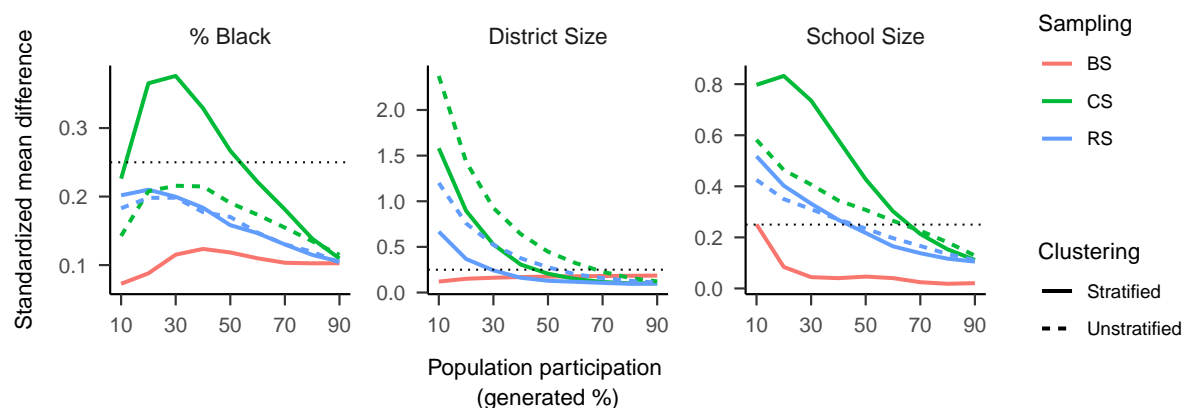 % Black
District Size
School Size
Standardized mean difference
0.3
0.2
0.1
2.0
1.5
1.0
0.5
0.0
0.8
0.6
0.4
0.2
0.0
10 30 50 70 90
10 30 50 70 90
10 30 50 70 90
Population participation
(generated %)
Sampling
BS
CS
RS
Clustering
Stratified
Unstratified